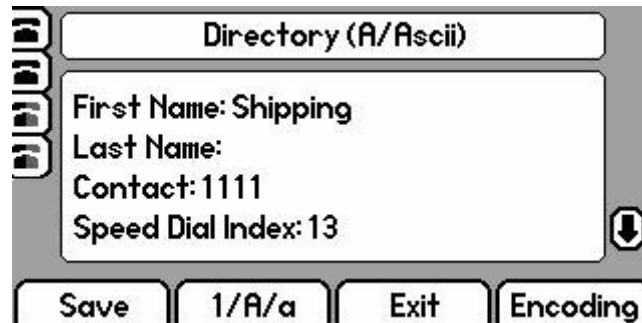 Directory (A/Ascii)
First Name: Shipping
Last Name:
Contact: 1111
Speed Dial Index: 13
Save 1/A/a Exit Encoding